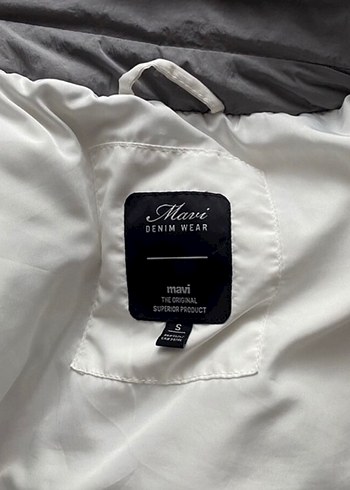 Mavi
DENIM WEAR
mavi
THE ORIGINAL
SUPERIOR PRODUCT
S